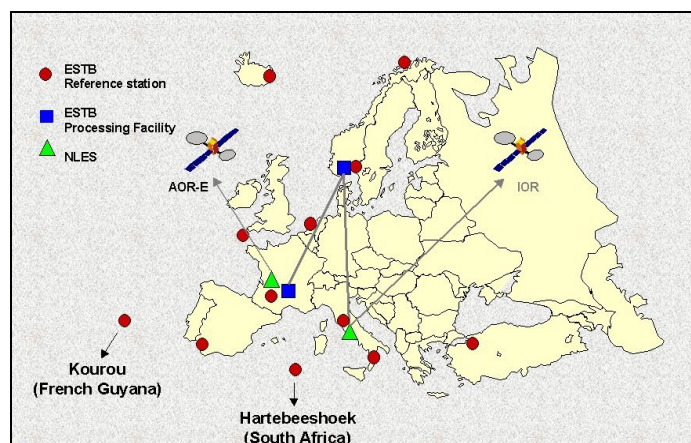 ESTB
Reference station
ESTB
Processing Facility
NLES
AOR-E
IOR
Kourou
(French Guyana)
Hartebeeshoek
(South Africa)